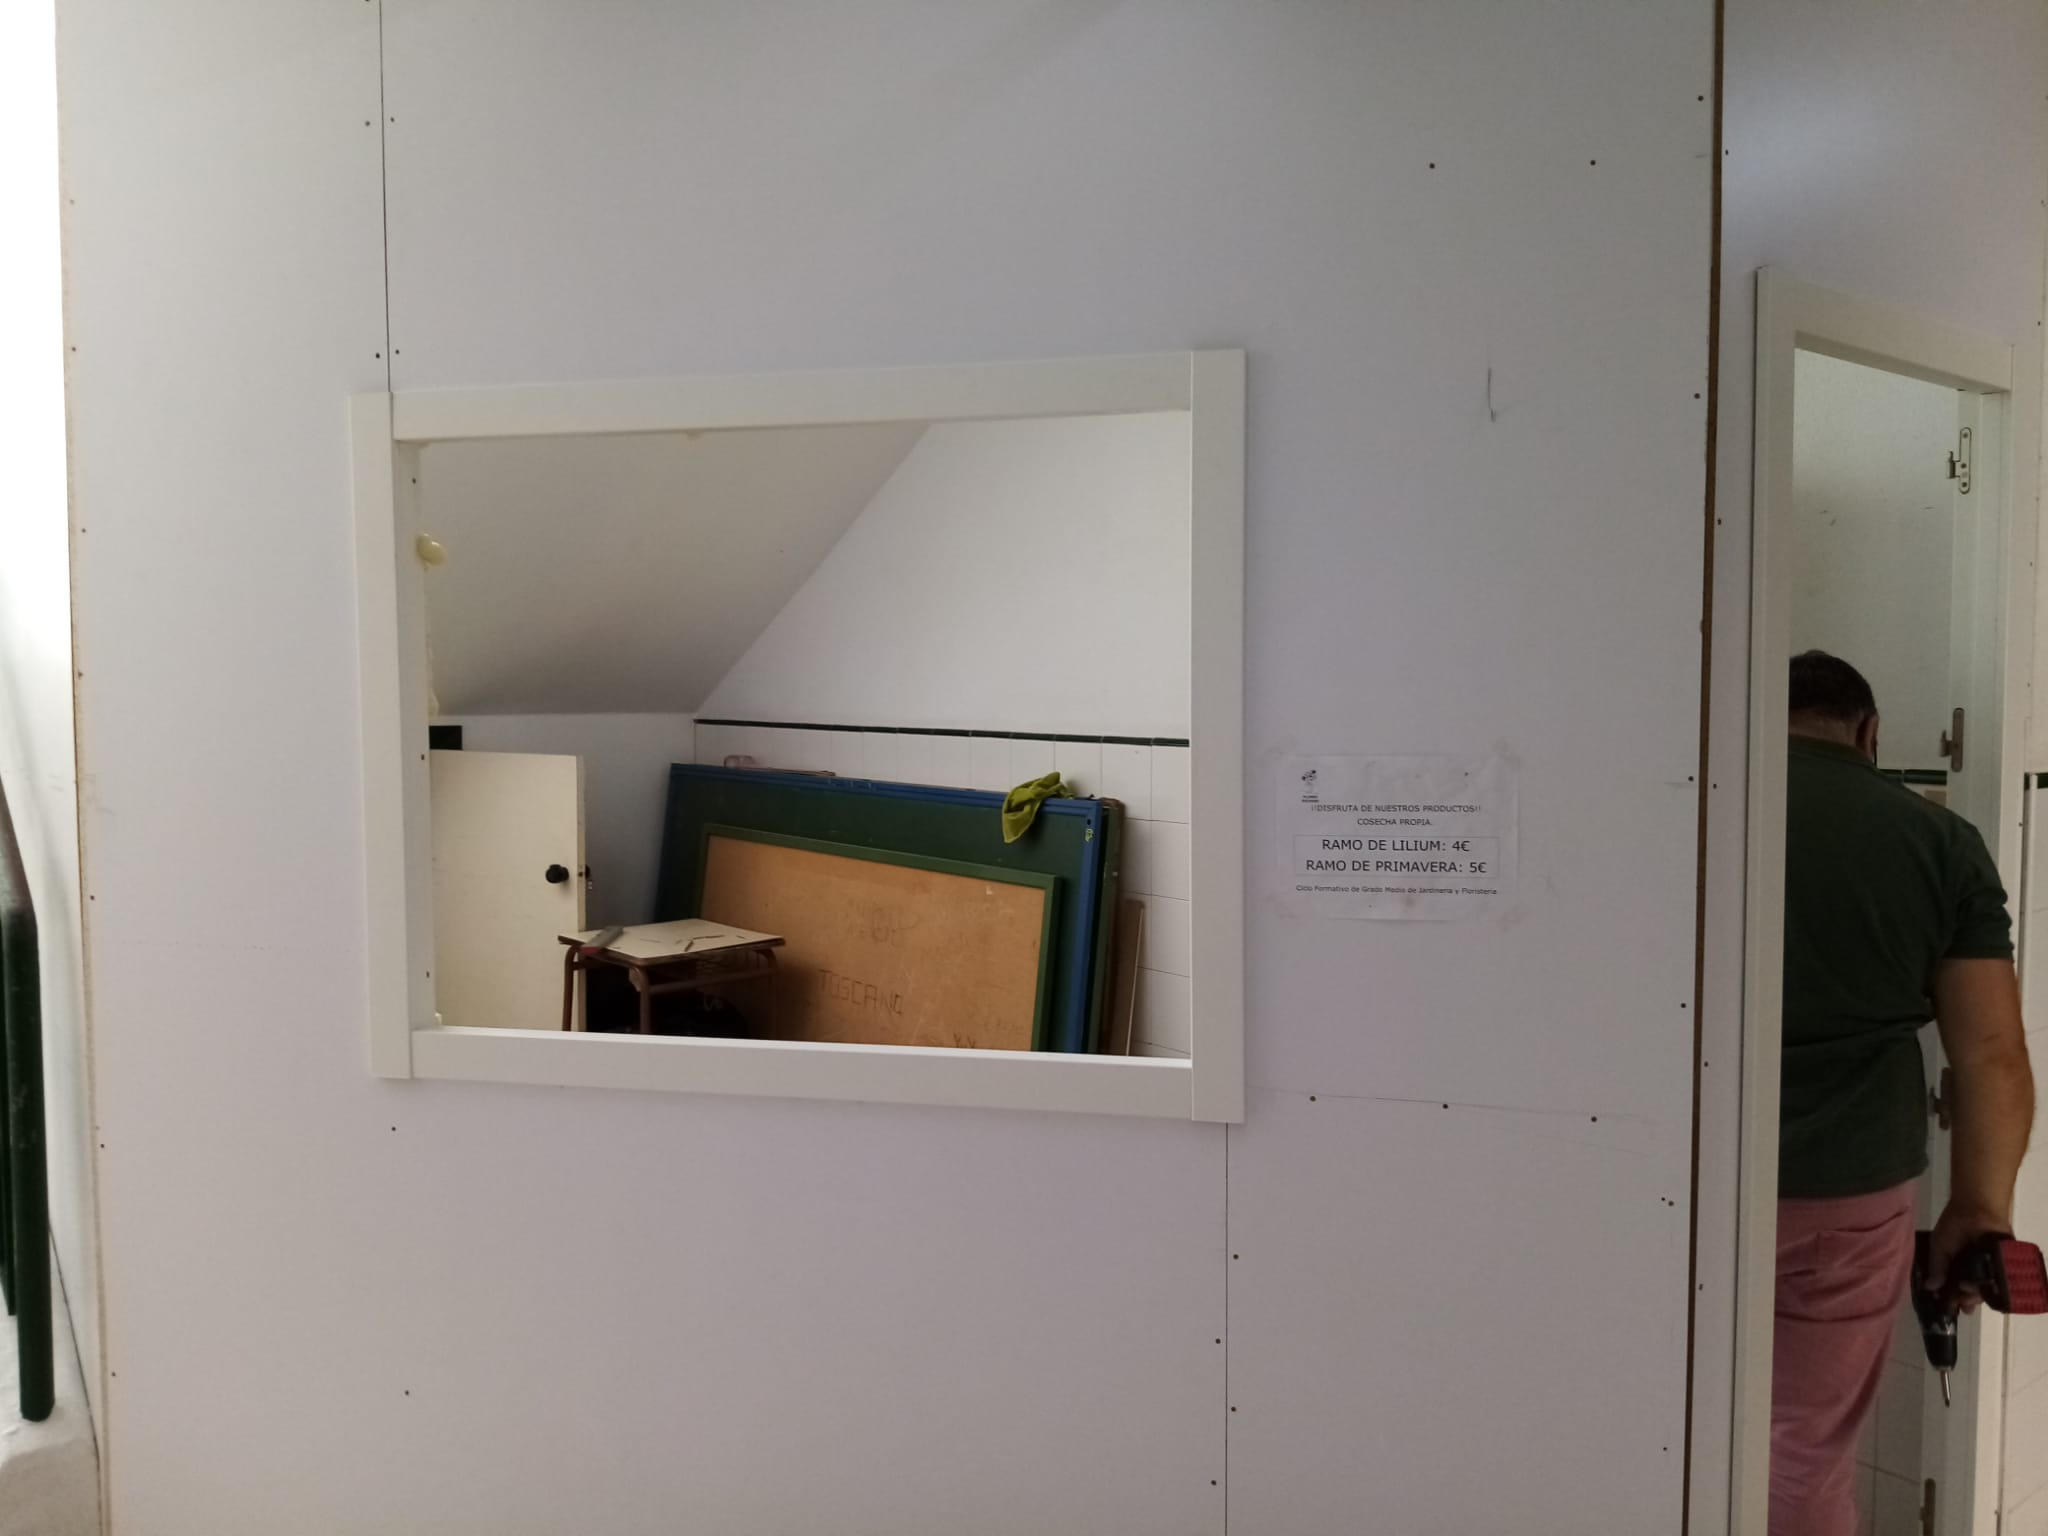 ¡¡DISFRUTA DE NUESTROS PRODUCTOS!!
COSECHA PROPIA.
RAMO DE LILIUM: 4€
RAMO DE PRIMAVERA: 5€
Ciclo Formativo de Grado Medio de Jardinería y Floristería
TOSCANO